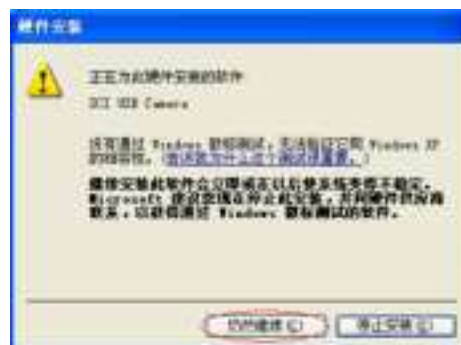 硬件安装
正在为此硬件安装的软件
USB Camera
没有通过 Windows 徽标测试，无法验证它同 Windows XP
的相容性。（告诉我为什么这个测试很重要。）
继续安装此软件会立即或在以后使系统变得不稳定。
Microsoft 建议您现在停止此安装，并同硬件供应商
联系，以获得通过 Windows 徽标测试的软件。
仍然继续(C) 停止安装(S)